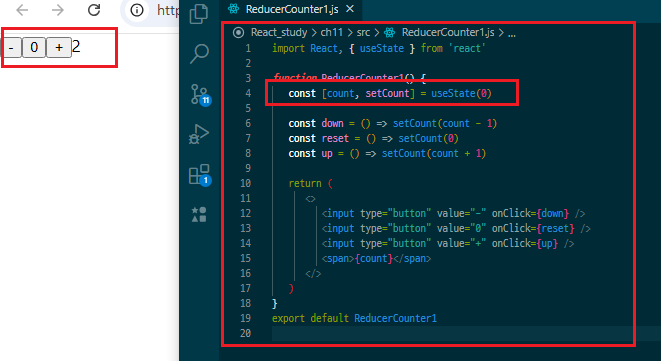 http
- 0 + 2
11
1
ReducerCounter1.js
React_study > ch11 > src > ReducerCounter1.js > ...
1 import React, { useState } from 'react'
2
3 function ReducerCounter1() {
4 const [count, setCount] = useState(0)
5
6 const down = () => setCount(count - 1)
7 const reset = () => setCount(0)
8 const up = () => setCount(count + 1)
9
10 return (
11 <>
12 <input type="button" value="-" onClick={down} />
13 <input type="button" value="0" onClick={reset} />
14 <input type="button" value="+" onClick={up} />
15 <span>{count}</span>
16 </>
17 )
18 }
19 export default ReducerCounter1
20